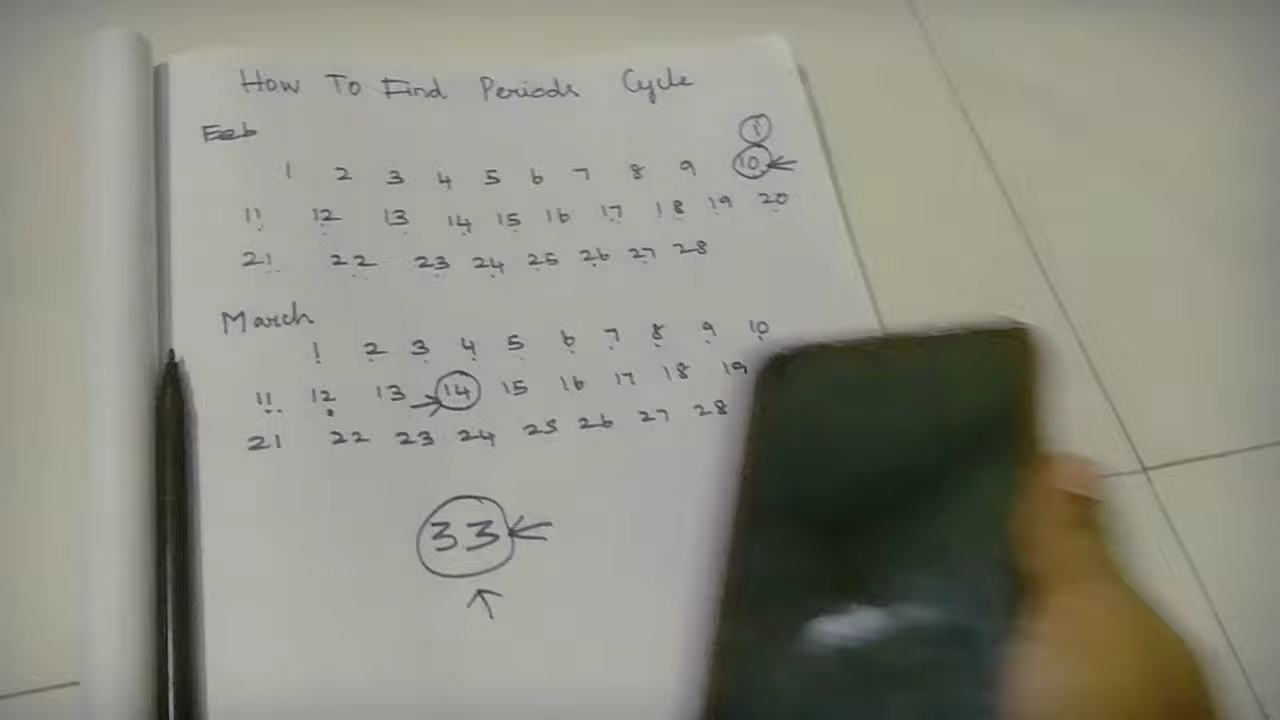 How To Find Periods Cycle
Feb
1
1 2 3 4 5 6 7 8 9 10
11 12 13 14 15 16 17 18 19 20
21 22 23 24 25 26 27 28
March
1 2 3 4 5 6 7 8 9 10
11 12 13 14 15 16 17 18 19
21 22 23 24 25 26 27 28
33